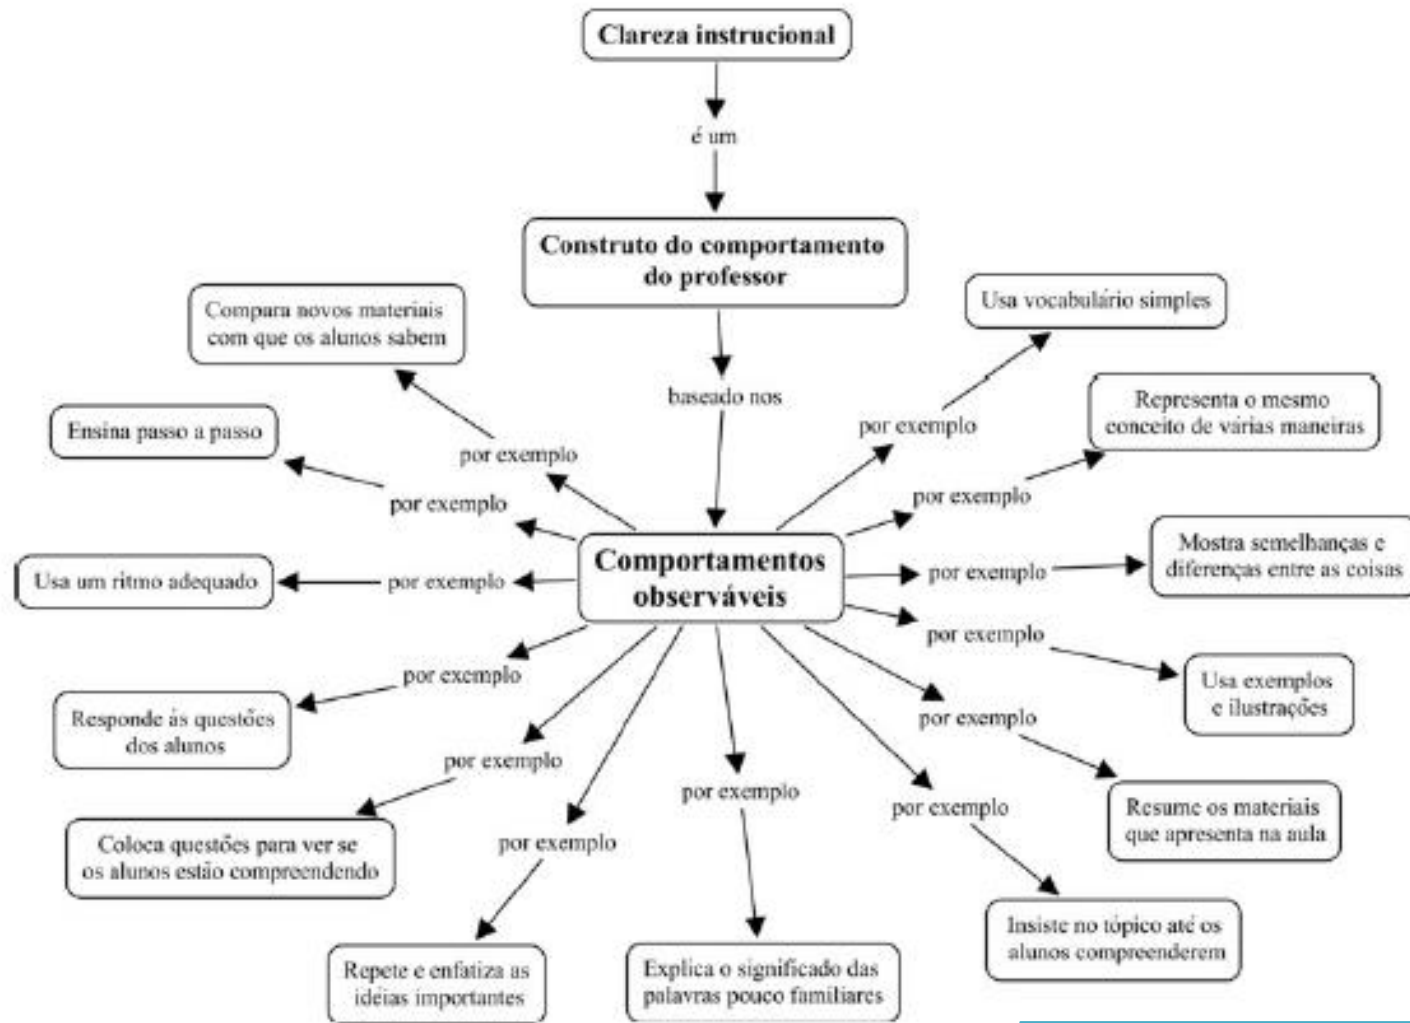 Clareza instrucional
é um
Construto do comportamento
do professor
baseado nos
Comportamentos
observáveis
por exemplo
Usa vocabulário simples
por exemplo
Representa o mesmo
conceito de várias maneiras
por exemplo
Mostra semelhanças e
diferenças entre as coisas
por exemplo
Usa exemplos
e ilustrações
por exemplo
Resume os materiais
que apresenta na aula
por exemplo
Insiste no tópico até os
alunos compreenderem
por exemplo
Explica o significado das
palavras pouco familiares
por exemplo
Repete e enfatiza as
idéias importantes
por exemplo
Coloca questões para ver se
os alunos estão compreendendo
por exemplo
Responde às questões
dos alunos
por exemplo
Usa um ritmo adequado
por exemplo
Ensina passo a passo
por exemplo
Compara novos materiais
com que os alunos sabem